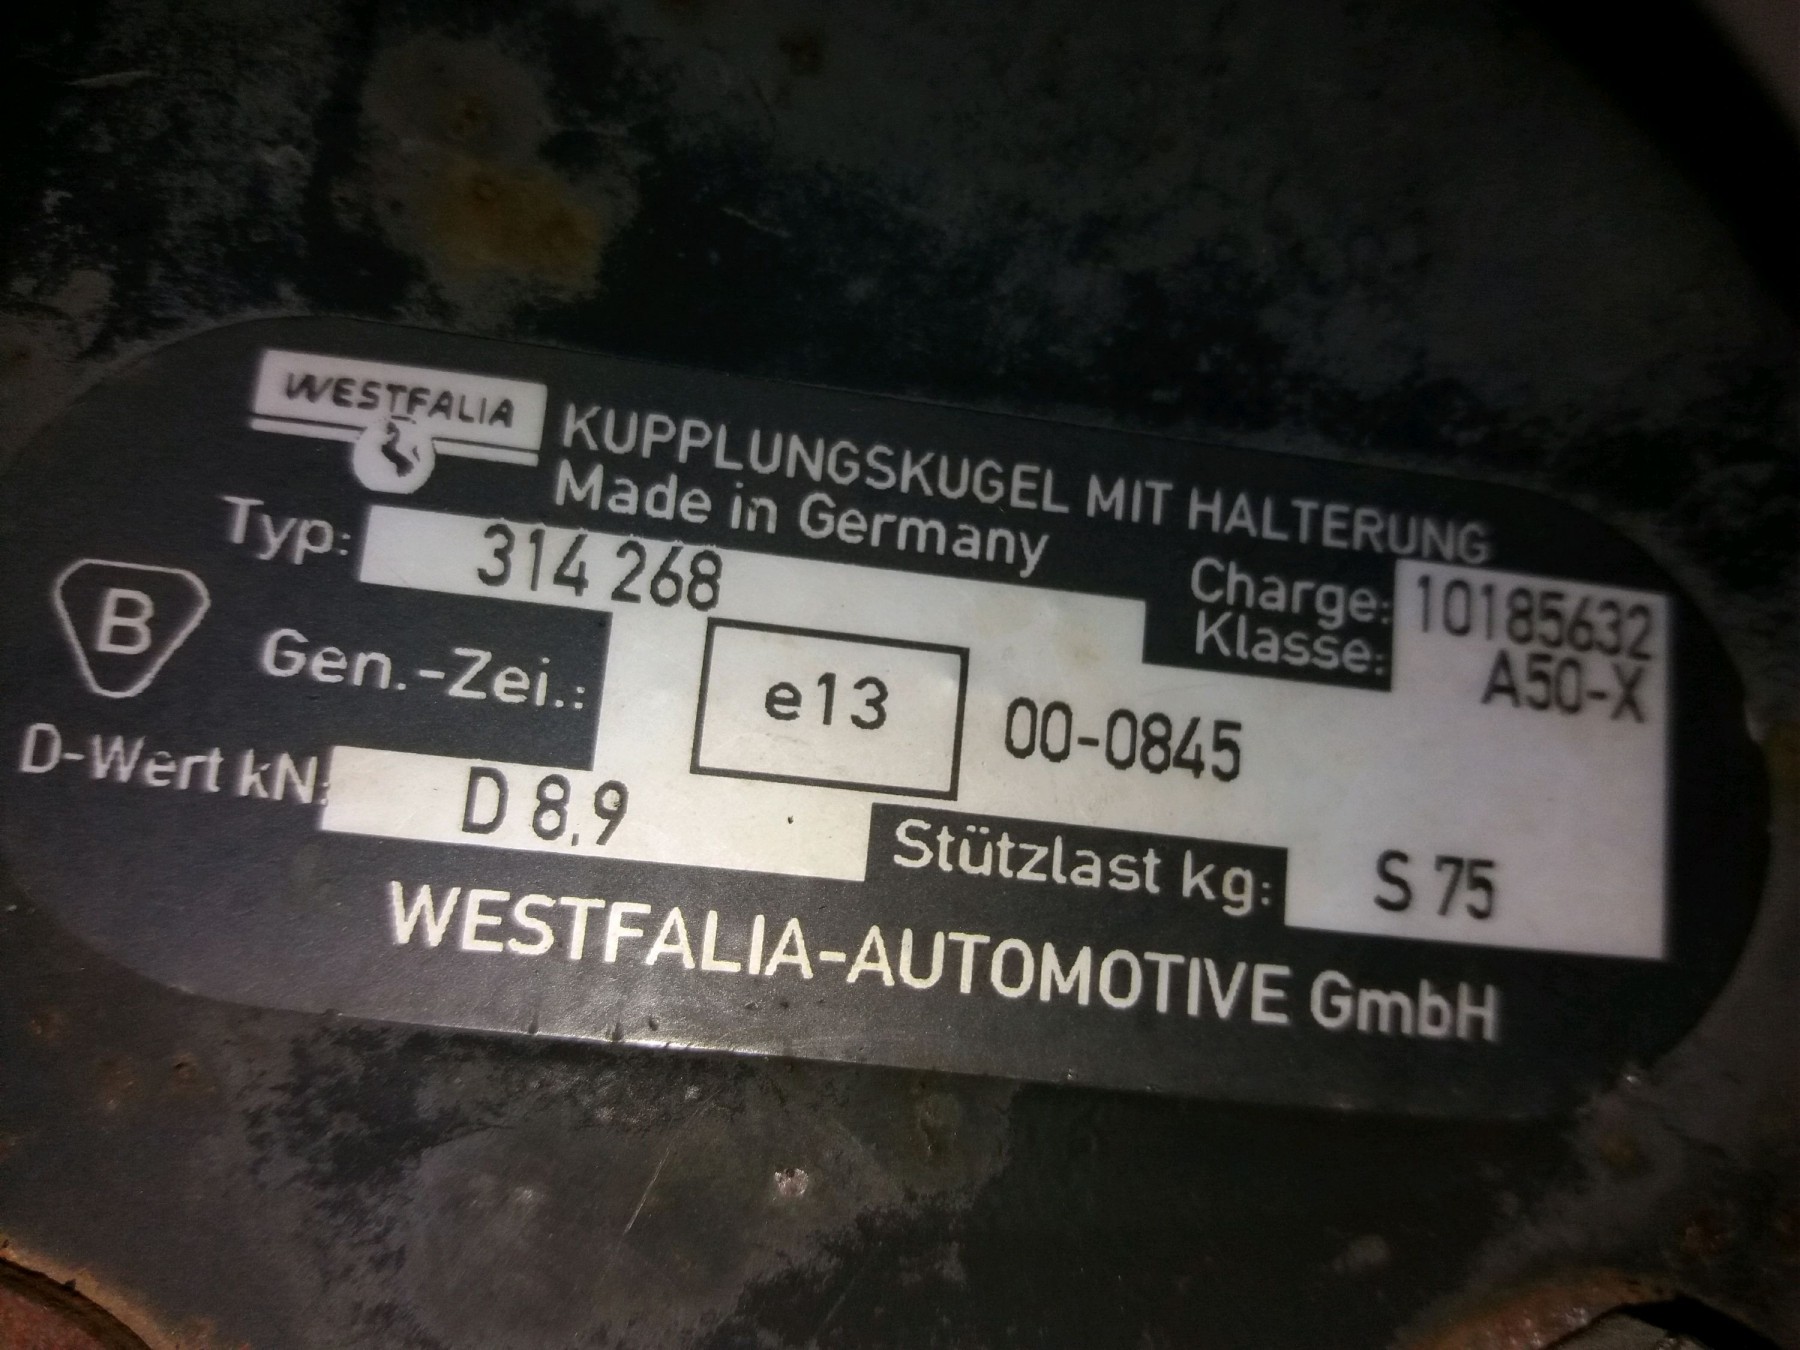 WESTFALIA
KUPPLUNGSKUGEL MIT HALTERUNG
Made in Germany
Typ: 314 268
Charge: 10185632
Klasse: A50-X
B
Gen.-Zei.: e13 00-0845
D-Wert kN: D 8,9
Stützlast kg: S 75
WESTFALIA-AUTOMOTIVE GmbH